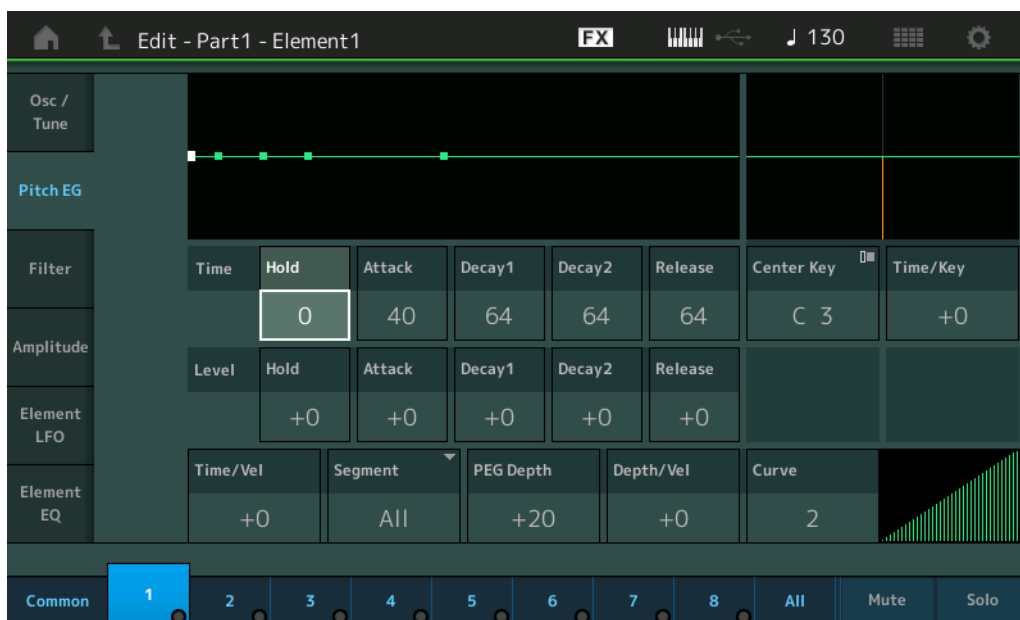 Edit - Part1 - Element1
FX
130
Osc /
Tune
Pitch EG
Filter
Amplitude
Element
LFO
Element
EQ
Time Hold Attack Decay1 Decay2 Release Center Key Time/Key
0 40 64 64 64 C 3 +0
Level Hold Attack Decay1 Decay2 Release
+0 +0 +0 +0 +0
Time/Vel Segment PEG Depth Depth/Vel Curve
+0 All +20 +0 2
Common 1 2 3 4 5 6 7 8 All Mute Solo